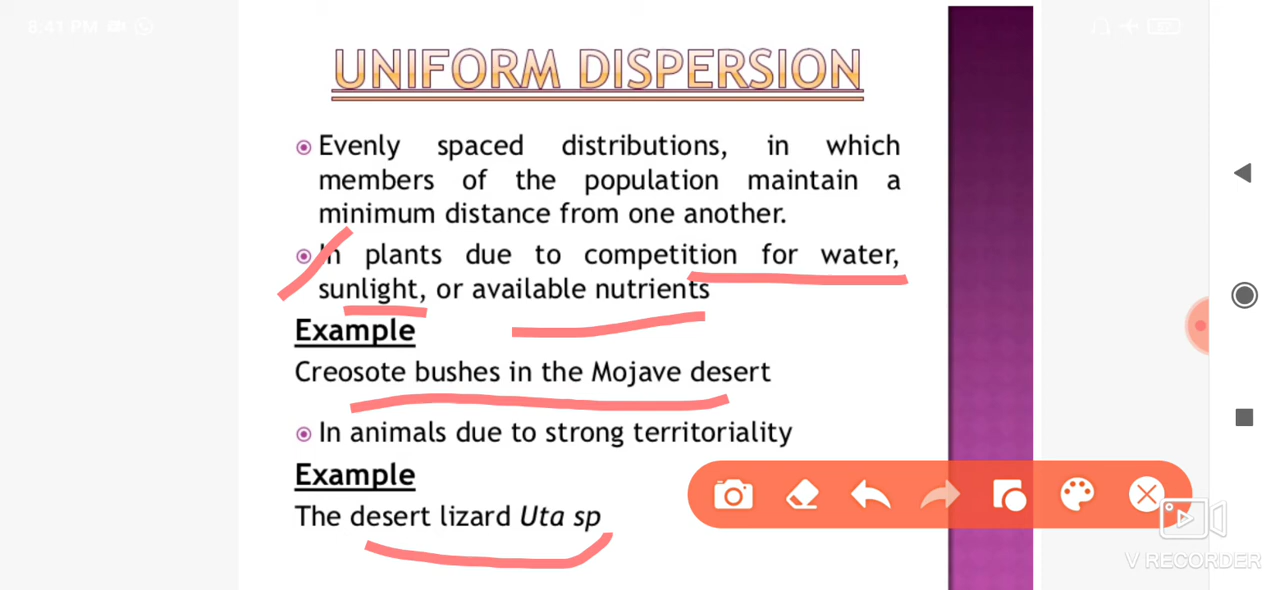 8:41 PM
UNIFORM DISPERSION
Evenly spaced distributions, in which
members of the population maintain a
minimum distance from one another.
In plants due to competition for water,
sunlight, or available nutrients
Example
Creosote bushes in the Mojave desert
In animals due to strong territoriality
Example
The desert lizard Uta sp
V RECORDER